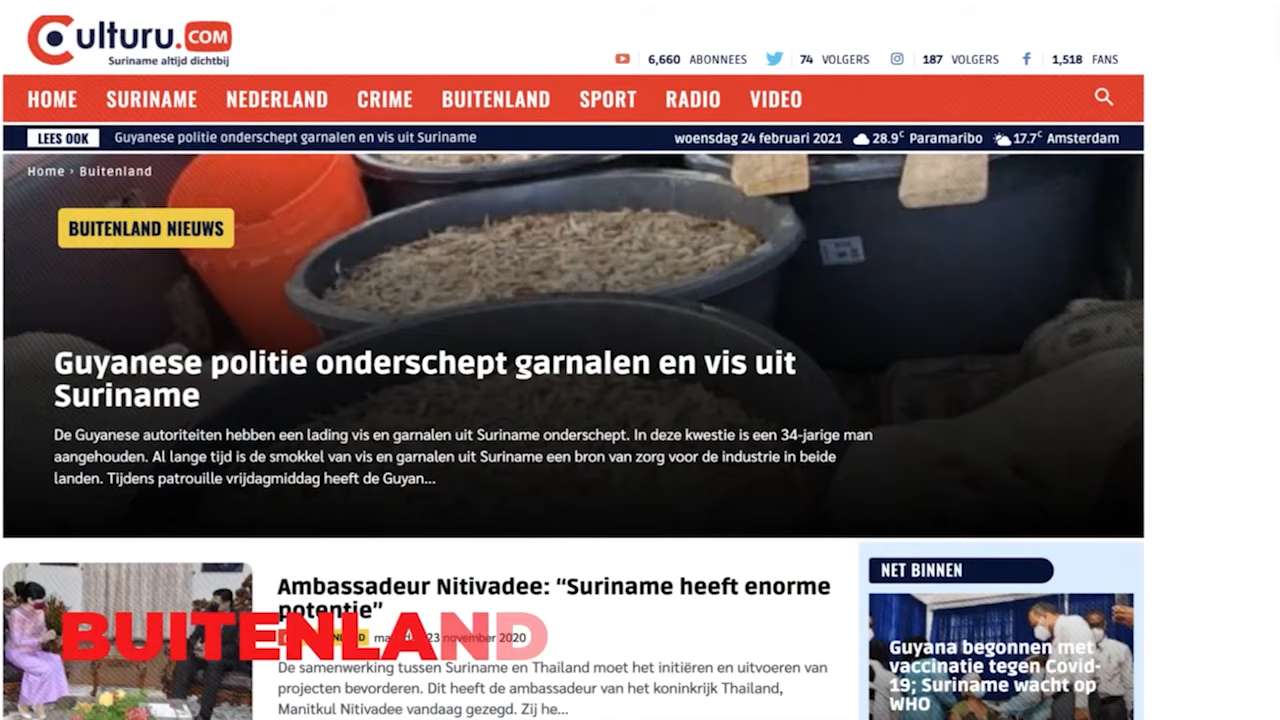 Culturu.COM
Suriname altijd dichtbij
6,660 ABONNEES 74 VOLGERS 187 VOLGERS 1,518 FANS
HOME SURINAME NEDERLAND CRIME BUITENLAND SPORT RADIO VIDEO
LEES OOK Guyanese politie onderschept garnalen en vis uit Suriname woensdag 24 februari 2021 28.9c Paramaribo 17.7c Amsterdam
Home › Buitenland
BUITENLAND NIEUWS
Guyanese politie onderschept garnalen en vis uit
Suriname
De Guyanese autoriteiten hebben een lading vis en garnalen uit Suriname onderschept. In deze kwestie is een 34-jarige man
aangehouden. Al lange tijd is de smokkel van vis en garnalen uit Suriname een bron van zorg voor de industrie in beide
landen. Tijdens patrouille vrijdagmiddag heeft de Guyan...
Ambassadeur Nitivadee: “Suriname heeft enorme
potentie”
23 november 2020
BUITENLAND
De samenwerking tussen Suriname en Thailand moet het initiëren en uitvoeren van
projecten bevorderen. Dit heeft de ambassadeur van het koninkrijk Thailand,
Manitkul Nitivadee vandaag gezegd. Zij he...
NET BINNEN
Guyana begonnen met
vaccinatie tegen Covid-
19; Suriname wacht op
WHO